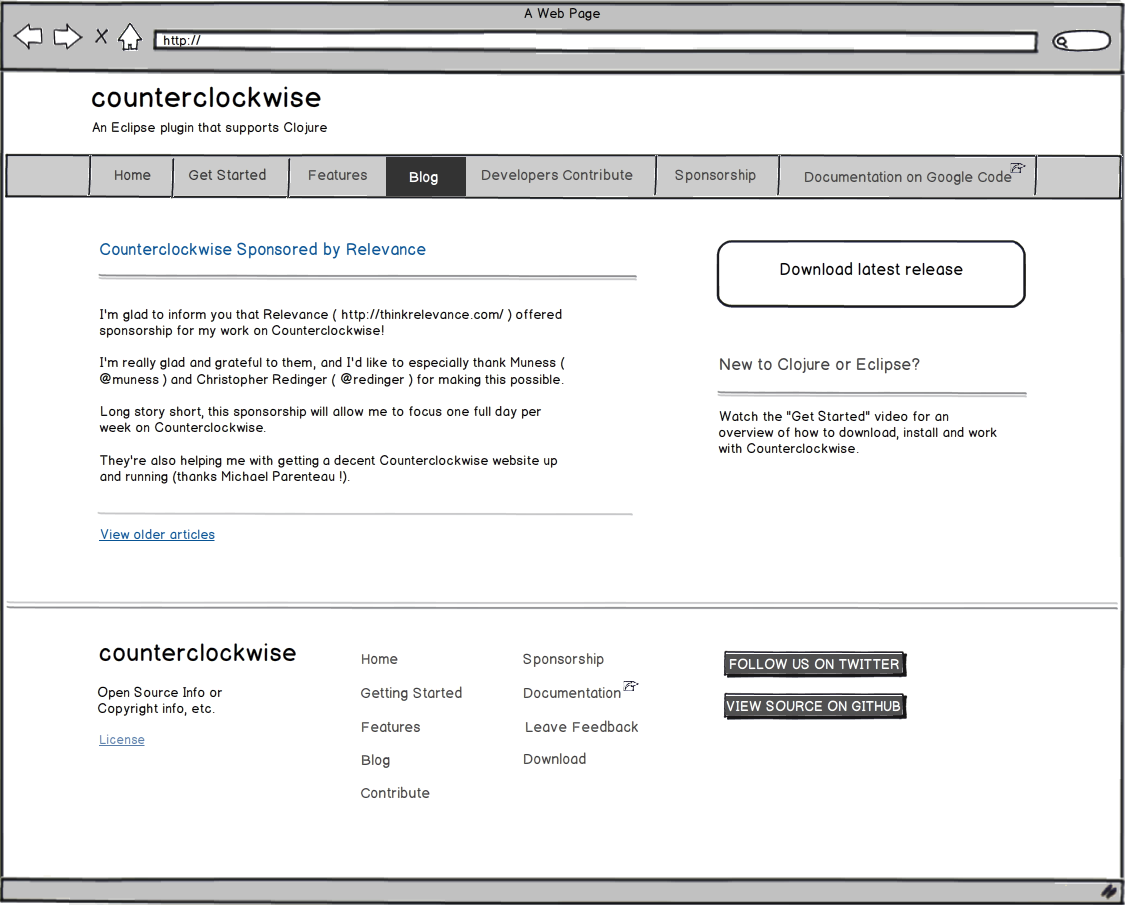 A Web Page
http://
counterclockwise
An Eclipse plugin that supports Clojure
Home
Get Started
Features
Blog
Developers Contribute
Sponsorship
Documentation on Google Code
Counterclockwise Sponsored by Relevance
I'm glad to inform you that Relevance ( http://thinkrelevance.com/ ) offered
sponsorship for my work on Counterclockwise!
I'm really glad and grateful to them, and I'd like to especially thank Muness (
@muness ) and Christopher Redinger ( @redinger ) for making this possible.
Long story short, this sponsorship will allow me to focus one full day per
week on Counterclockwise.
They're also helping me with getting a decent Counterclockwise website up
and running (thanks Michael Parenteau !).
View older articles
Download latest release
New to Clojure or Eclipse?
Watch the "Get Started" video for an
overview of how to download, install and work
with Counterclockwise.
counterclockwise
Open Source Info or
Copyright info, etc.
License
Home
Getting Started
Features
Blog
Contribute
Sponsorship
Documentation
Leave Feedback
Download
FOLLOW US ON TWITTER
VIEW SOURCE ON GITHUB